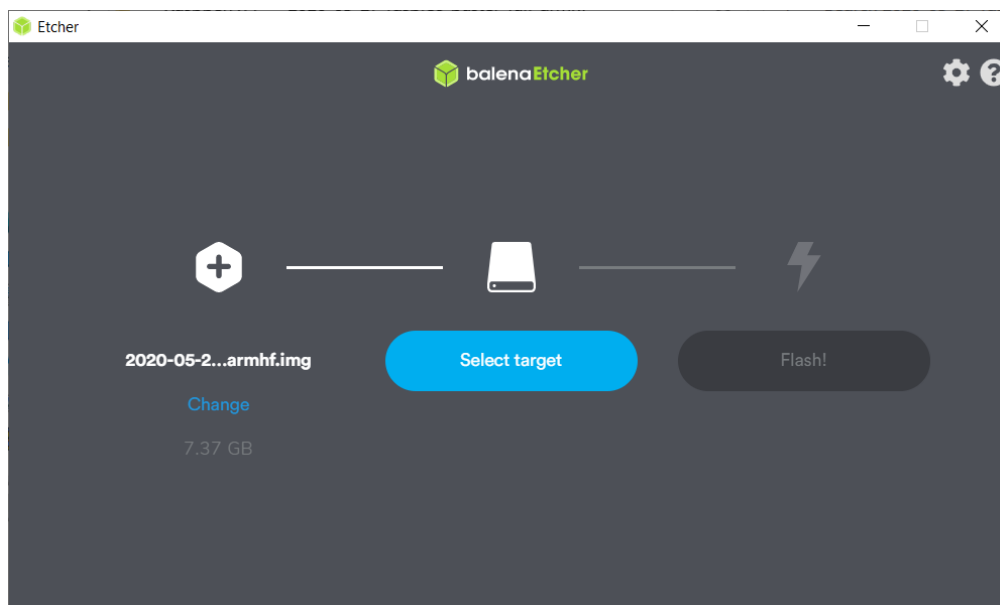 Etcher
balenaEtcher
2020-05-2...armhf.img
Select target
Flash!
Change
7.37 GB